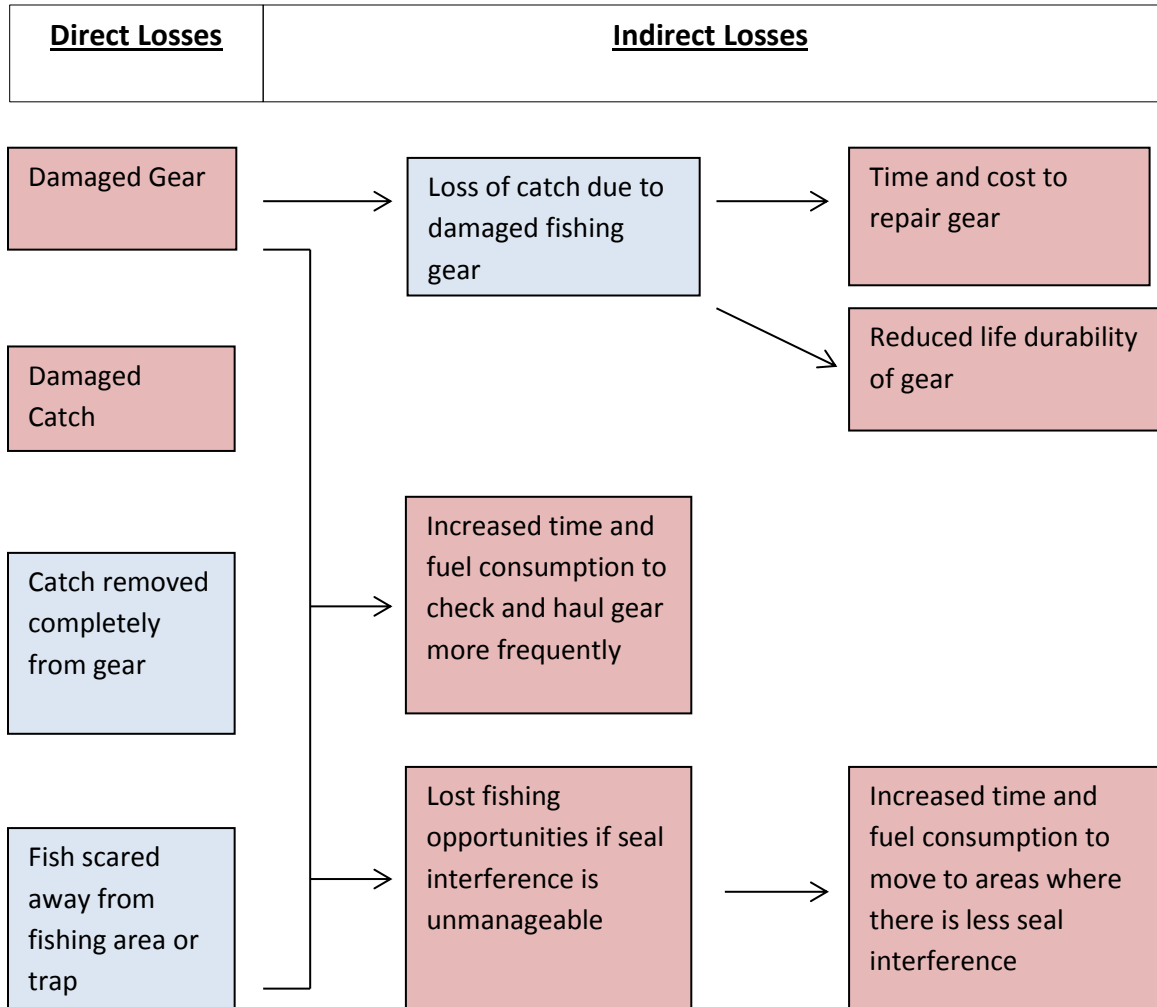 Direct Losses
Indirect Losses
Damaged Gear
Loss of catch due to
damaged fishing
gear
Time and cost to
repair gear
Reduced life durability
of gear
Damaged
Catch
Catch removed
completely
from gear
Increased time and
fuel consumption to
check and haul gear
more frequently
Fish scared
away from
fishing area or
trap
Lost fishing
opportunities if seal
interference is
unmanageable
Increased time and
fuel consumption to
move to areas where
there is less seal
interference